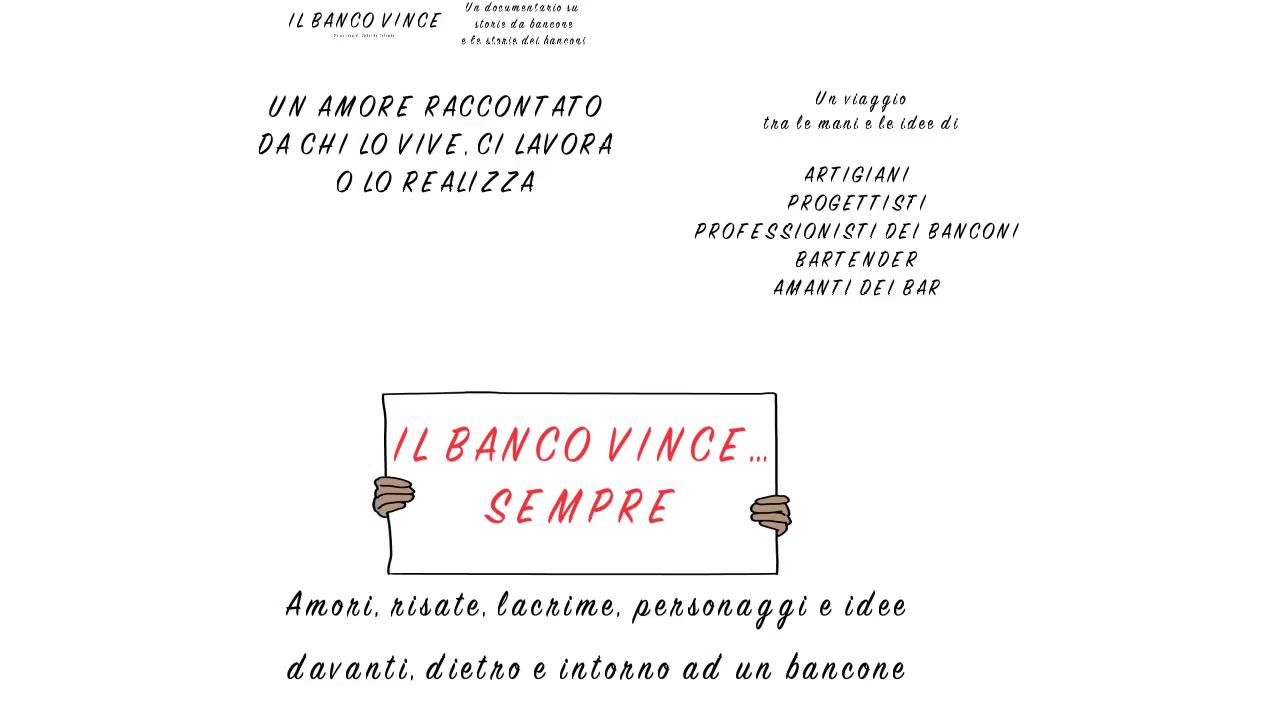 IL BANCO VINCE
Un documentario su
storie da bancone
e le storie dei banconi
UN AMORE RACCONTATO
DA CHI LO VIVE, CI LAVORA
O LO REALIZZA
Un viaggio
tra le mani e le idee di
ARTIGIANI
PROGETTISTI
PROFESSIONISTI DEI BANCONI
BARTENDER
AMANTI DEI BAR
IL BANCO VINCE...
SEMPRE
Amori, risate, lacrime, personaggi e idee
davanti, dietro e intorno ad un bancone